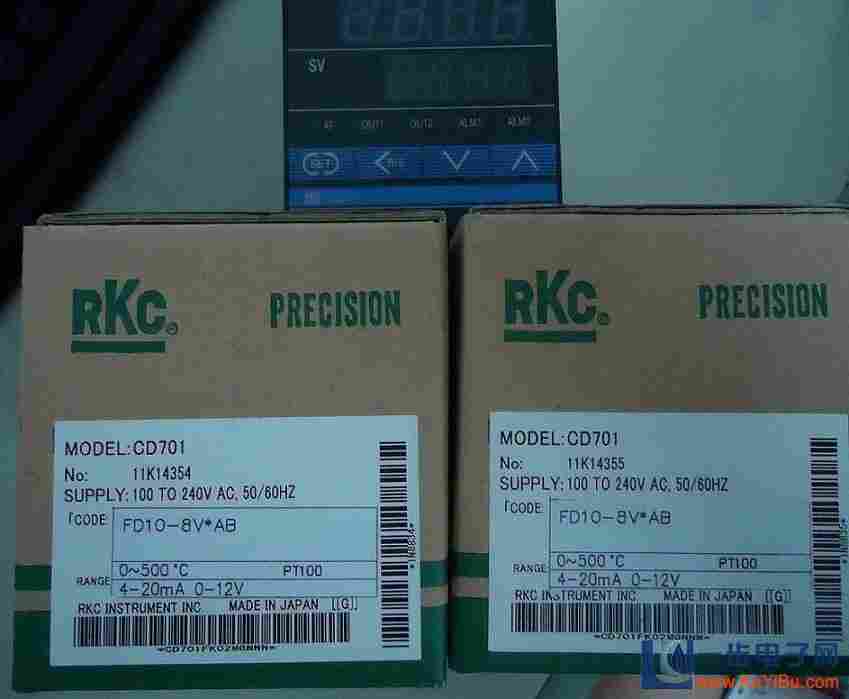 SV
AT OUT1 OUT2 ALM1 ALM2
SET
RKC® PRECISION
MODEL:CD701
No: 11K14354
SUPPLY: 100 TO 240V AC, 50/60HZ
「CODE
FD10-8V*AB
RANGE
0~500 °C PT100
4-20mA 0-12V
RKC INSTRUMENT INC MADE IN JAPAN [[G]]
*CD701FK02M0NNN*
RKC® PRECISION
MODEL:CD701
No: 11K14355
SUPPLY: 100 TO 240V AC, 50/60HZ
「CODE
FD10-8V*AB
RANGE
0~500 °C PT100
4-20mA 0-12V
RKC INSTRUMENT INC MADE IN JAPAN [[G]]
一步电子网
www.KaYiBu.com